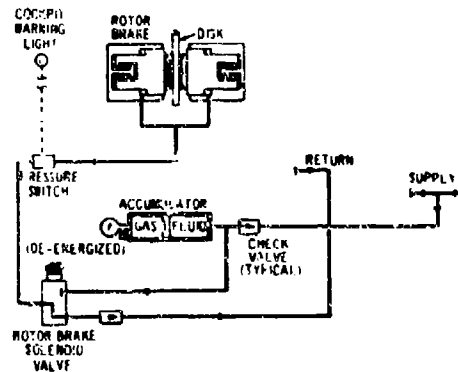 COCKPIT
WARNING
LIGHT
ROTOR
BRAKE
DISK
PRESSURE
SWITCH
RETURN
SUPPLY
ACCUMULATOR
GAS
FLUID
(DE-ENERGIZED)
CHECK
VALVE
(TYPICAL)
ROTOR BRAKE
SOLENOID
VALVE